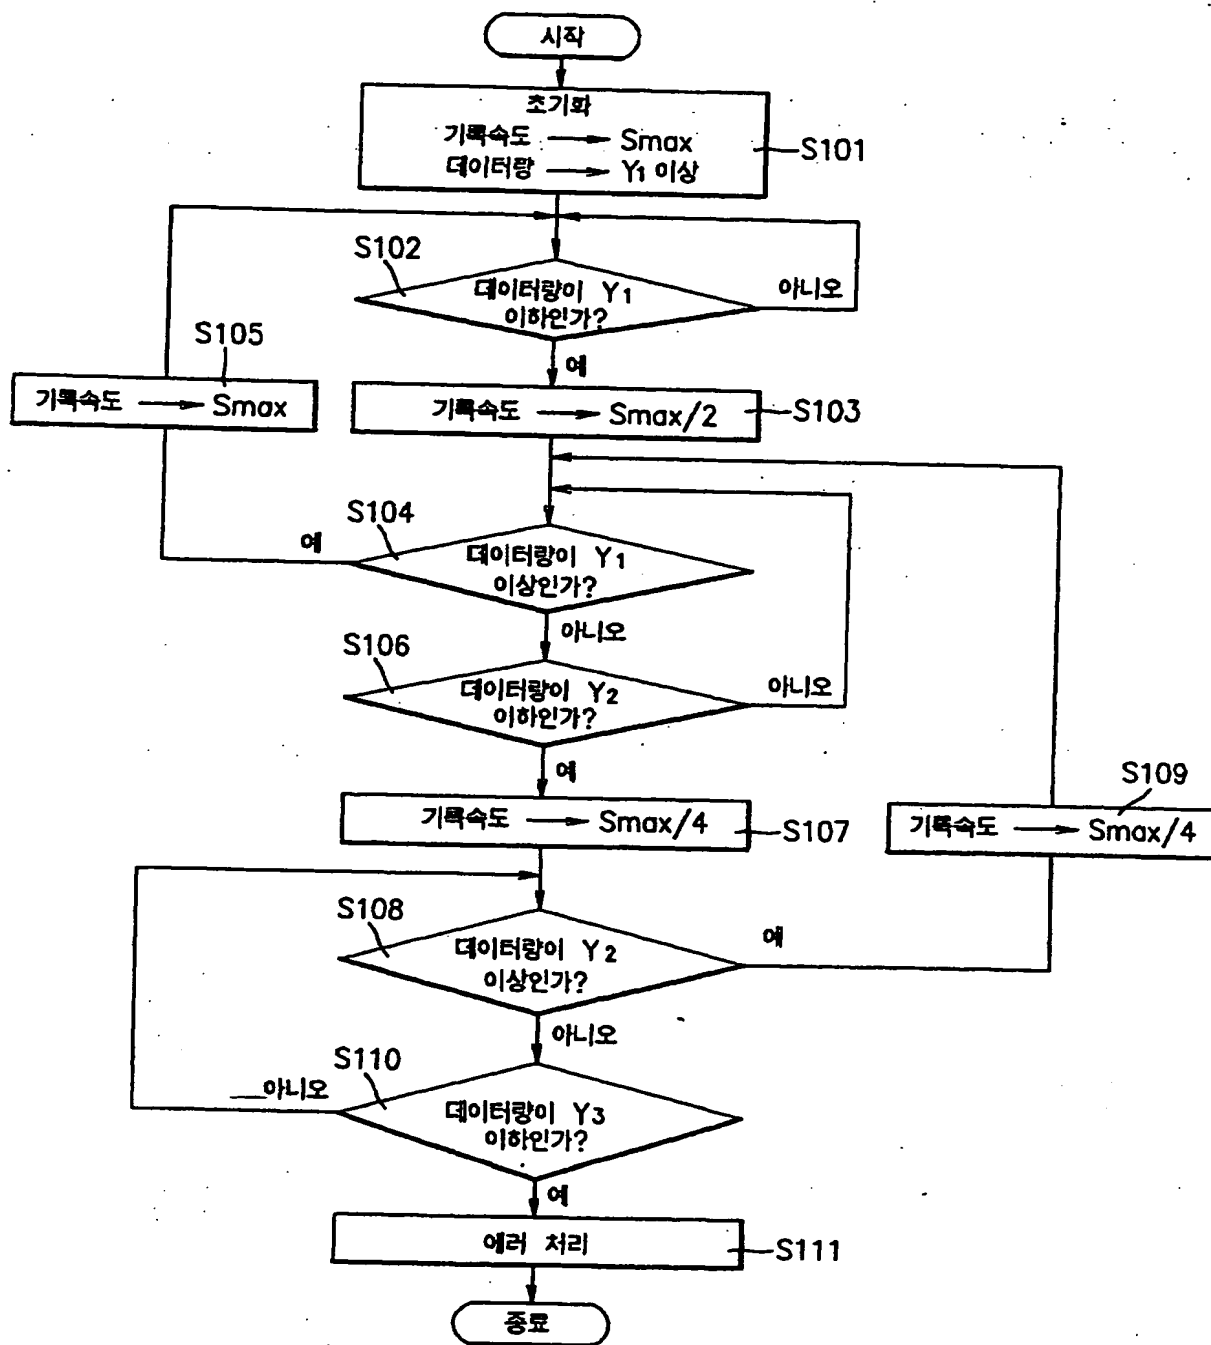 시작
초기화
기록속도 → Smax
데이터량 → Y1 이상
S101
S102
데이터량이 Y1
이하인가?
아니오
예
S105
기록속도 → Smax
기록속도 → Smax/2
S103
S104
예
데이터량이 Y1
이상인가?
아니오
S106
데이터량이 Y2
이하인가?
아니오
예
기록속도 → Smax/4
S107
S109
기록속도 → Smax/4
S108
데이터량이 Y2
이상인가?
예
아니오
S110
아니오
데이터량이 Y3
이하인가?
예
에러 처리
S111
종료